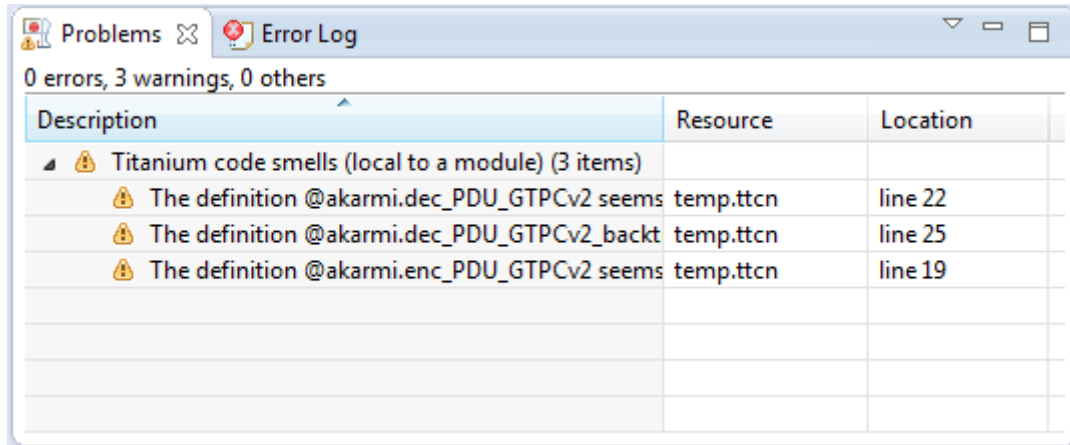 Problems Error Log
0 errors, 3 warnings, 0 others
Description Resource Location
Titanium code smells (local to a module) (3 items)
The definition @akarmi.dec_PDU_GTPCv2 seems temp.ttcn line 22
The definition @akarmi.dec_PDU_GTPCv2_backt temp.ttcn line 25
The definition @akarmi.enc_PDU_GTPCv2 seems temp.ttcn line 19